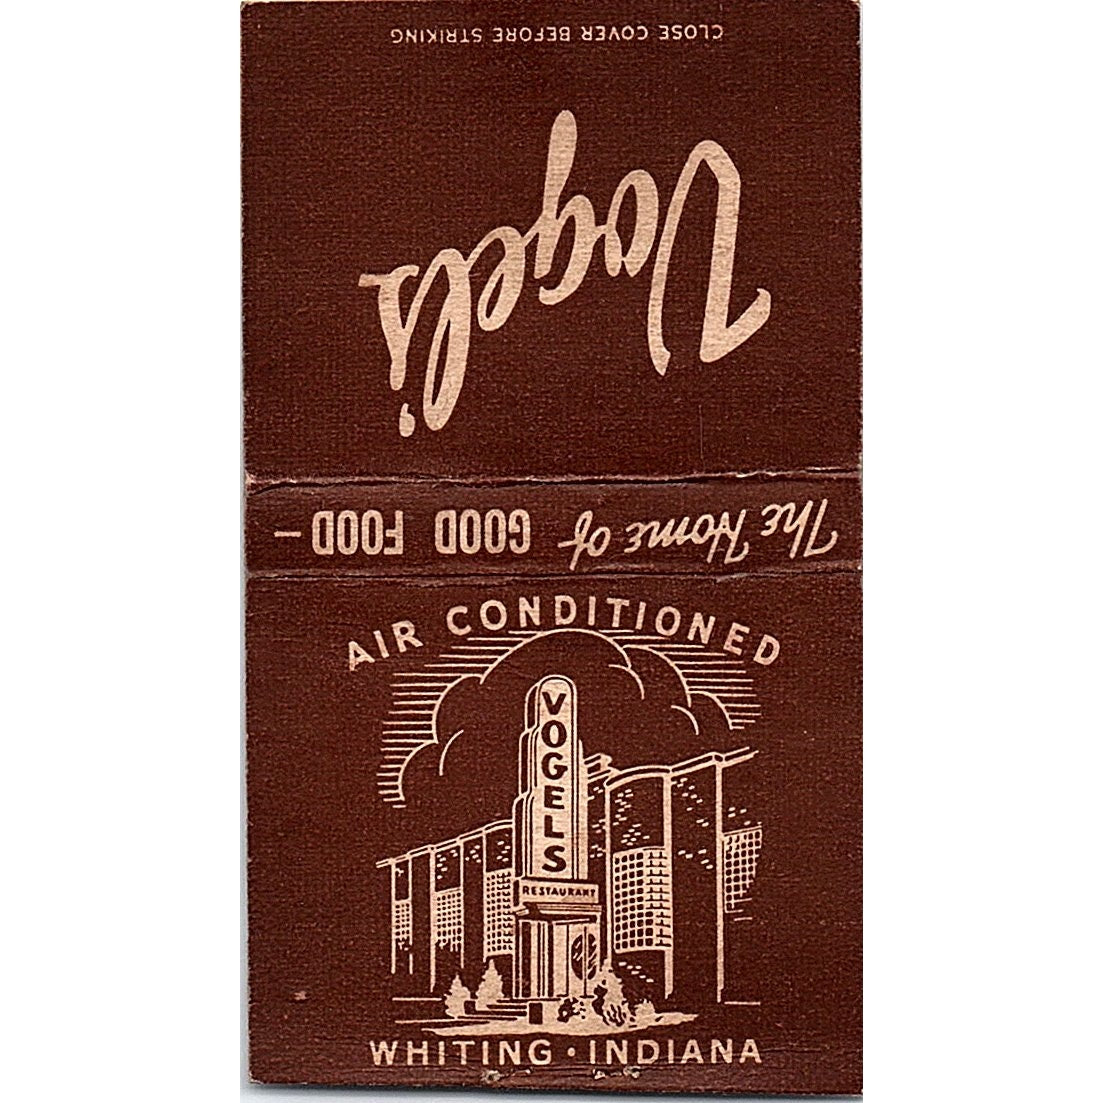 CLOSE COVER BEFORE STRIKING
Vogel's
The Home of GOOD FOOD –
AIR CONDITIONED
VOGELS
RESTAURANT
WHITING • INDIANA